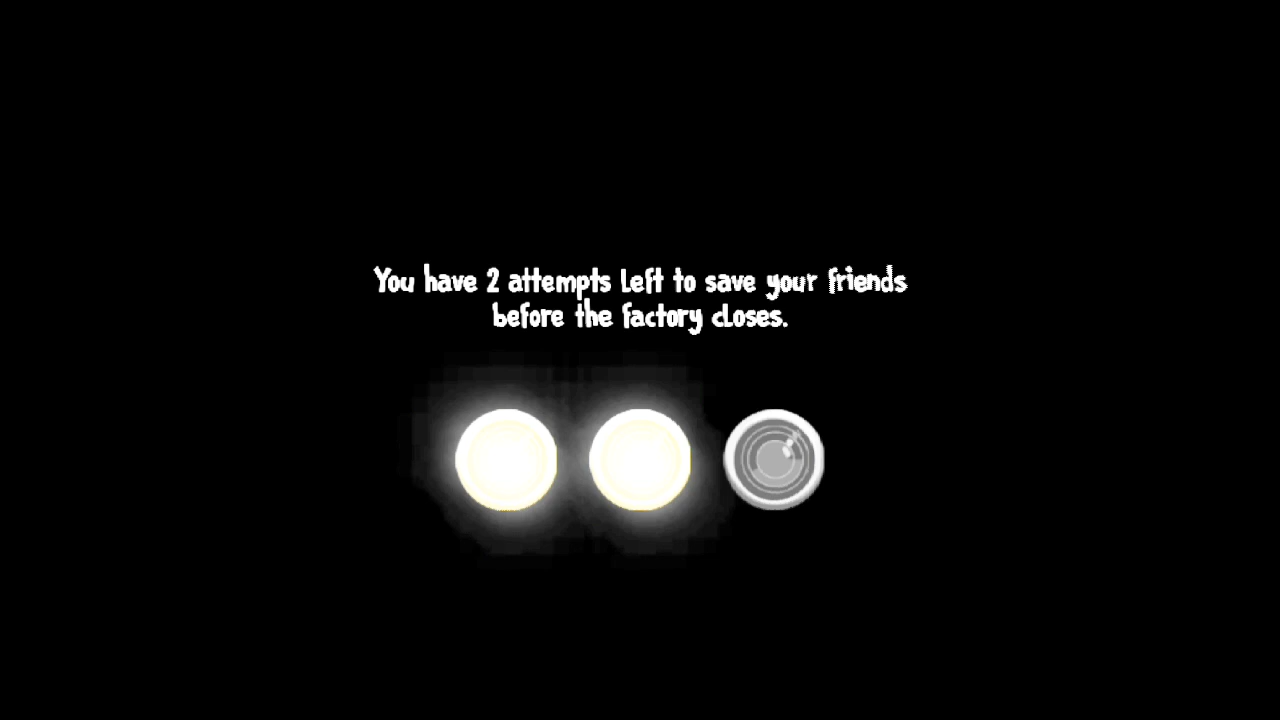 You have 2 attempts left to save your friends
before the factory closes.